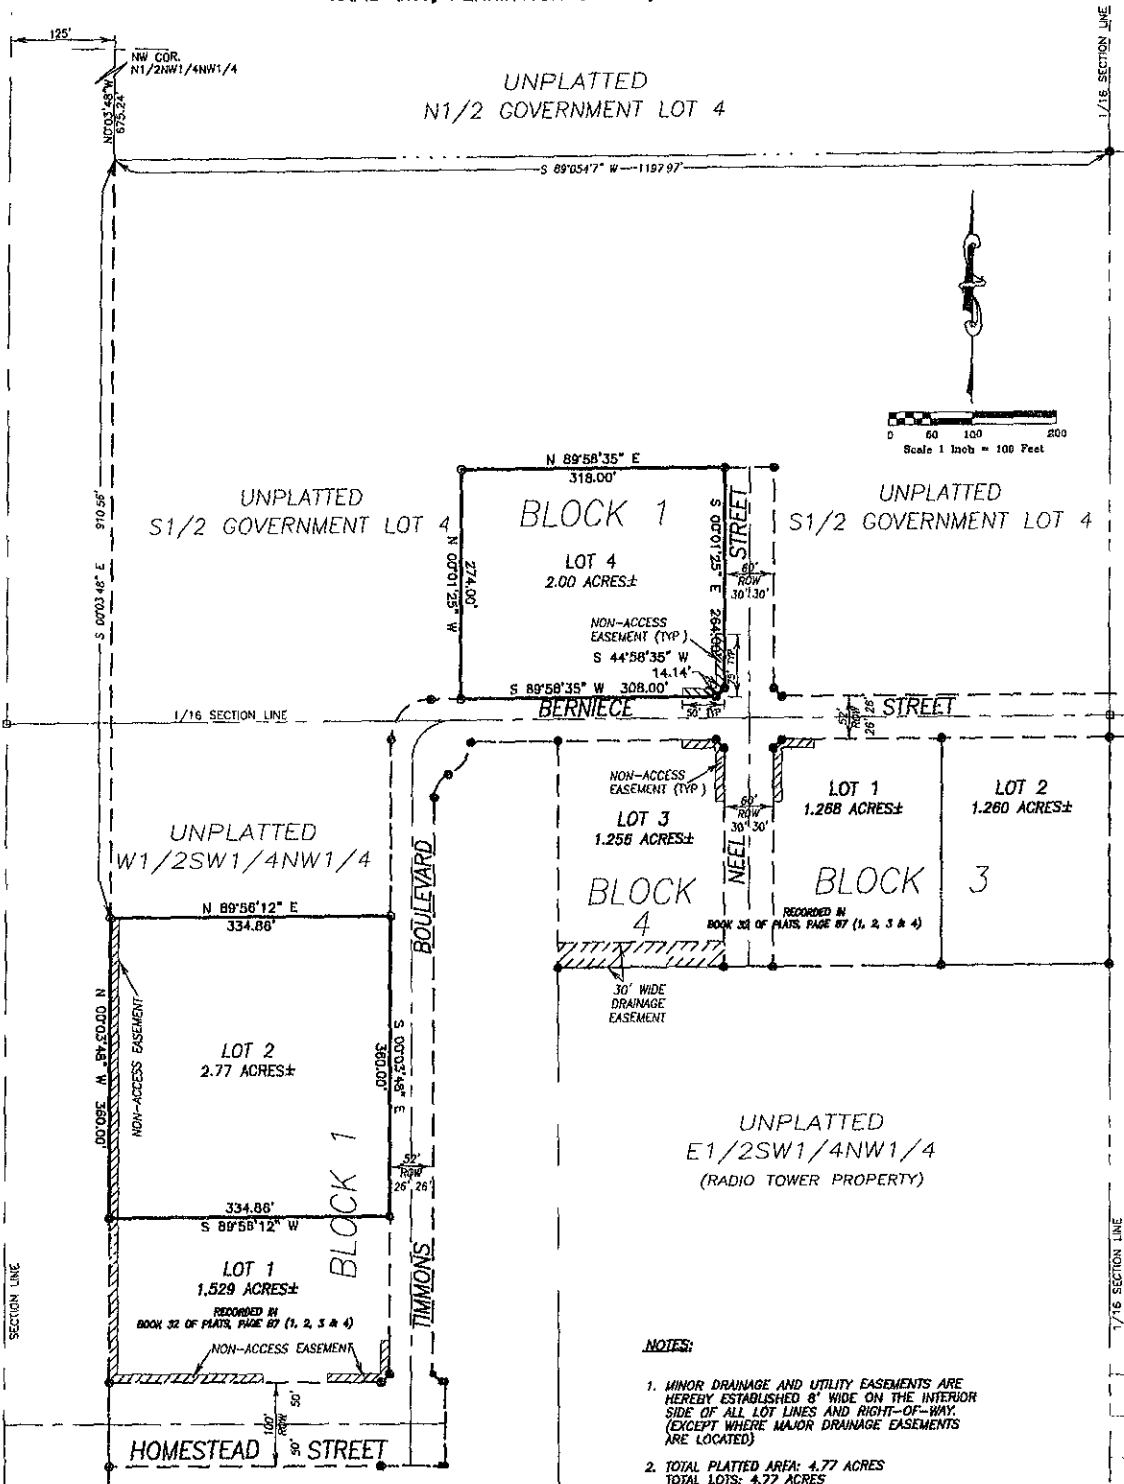 125'
NW COR.
N1/2NW1/4NW1/4
N0'03'48"W
675.24'
UNPLATTED
N1/2 GOVERNMENT LOT 4
1/16 SECTION LINE
S 89'054'7" W—1197 97'
0 50 100 200
Scale 1 Inch = 100 Feet
UNPLATTED
S1/2 GOVERNMENT LOT 4
S 00'03 48" E 910 56'
N 89'58'35" E
318.00'
BLOCK 1
LOT 4
2.00 ACRES±
N 00'01'25" W
274.00'
S 00'01'25" E 264.00'
STREET
60'
ROW
30' 30'
UNPLATTED
S1/2 GOVERNMENT LOT 4
NON-ACCESS
EASEMENT (TYP )
S 44'58'35" W
14.14'
75' TYP
S 89'58'35" W 308.00'
50' TYP
1/16 SECTION LINE
BERNIECE
STREET
52'
ROW
26' 26'
NON-ACCESS
EASEMENT (TYP )
60'
ROW
30' 30'
NEEL
LOT 3
1.256 ACRES±
BLOCK
4
LOT 1
1.268 ACRES±
LOT 2
1.260 ACRES±
BLOCK 3
RECORDED IN
BOOK 32 OF PLATS, PAGE 87 (1, 2, 3 & 4)
30' WIDE
DRAINAGE
EASEMENT
UNPLATTED
W1/2SW1/4NW1/4
BOULEVARD
N 89'56'12" E
334.86'
NON-ACCESS EASEMENT
N 00'03'48" W 360.00'
LOT 2
2.77 ACRES±
S 00'03'48" E
360.00'
BLOCK 1
52'
ROW
26' 26'
TIMMONS
334.86'
S 89'56'12" W
UNPLATTED
E1/2SW1/4NW1/4
(RADIO TOWER PROPERTY)
1/16 SECTION LINE
SECTION LINE
LOT 1
1.529 ACRES±
RECORDED IN
BOOK 32 OF PLATS, PAGE 87 (1, 2, 3 & 4)
NON-ACCESS EASEMENT
100'
ROW
50' 50'
HOMESTEAD STREET
NOTES:
1. MINOR DRAINAGE AND UTILITY EASEMENTS ARE
HEREBY ESTABLISHED 8' WIDE ON THE INTERIOR
SIDE OF ALL LOT LINES AND RIGHT-OF-WAY.
(EXCEPT WHERE MAJOR DRAINAGE EASEMENTS
ARE LOCATED)
2. TOTAL PLATTED AREA: 4.77 ACRES
TOTAL LOTS: 4.77 ACRES